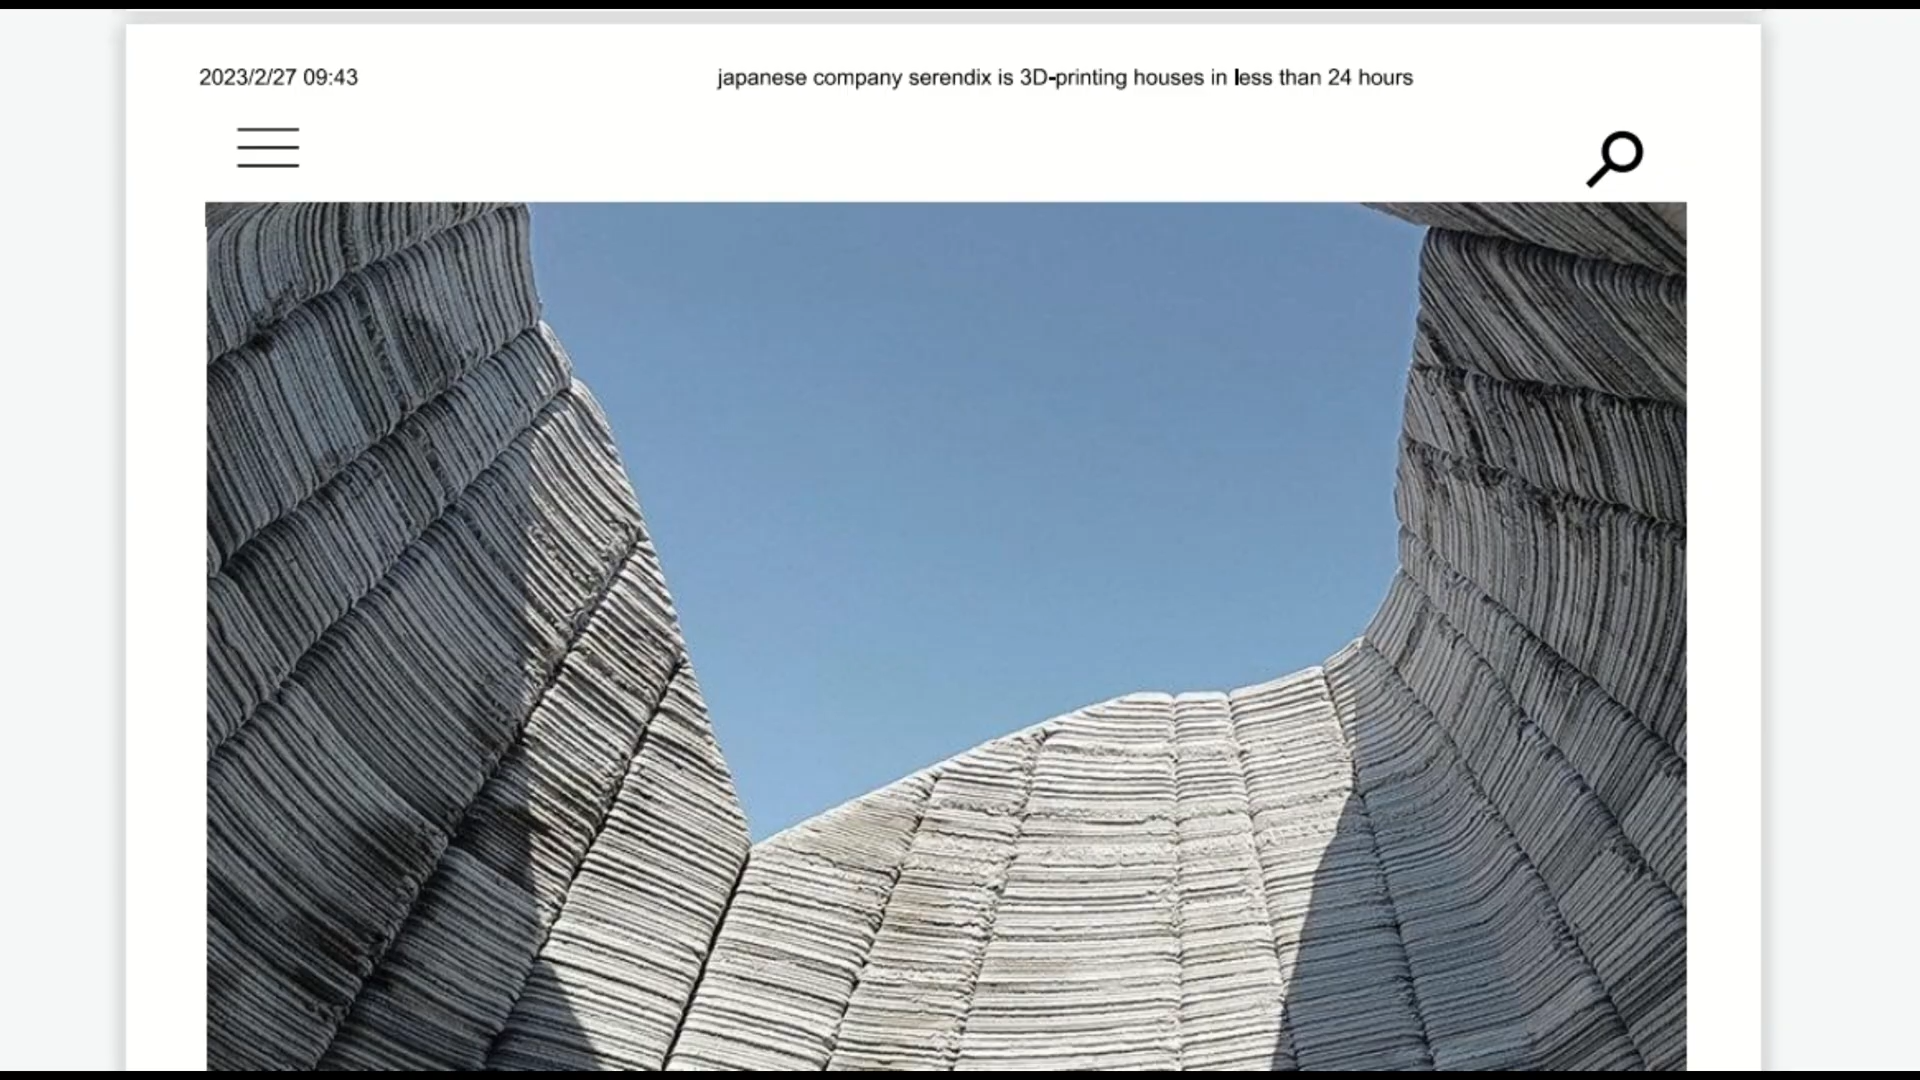 2023/2/27 09:43
japanese company serendix is 3D-printing houses in less than 24 hours